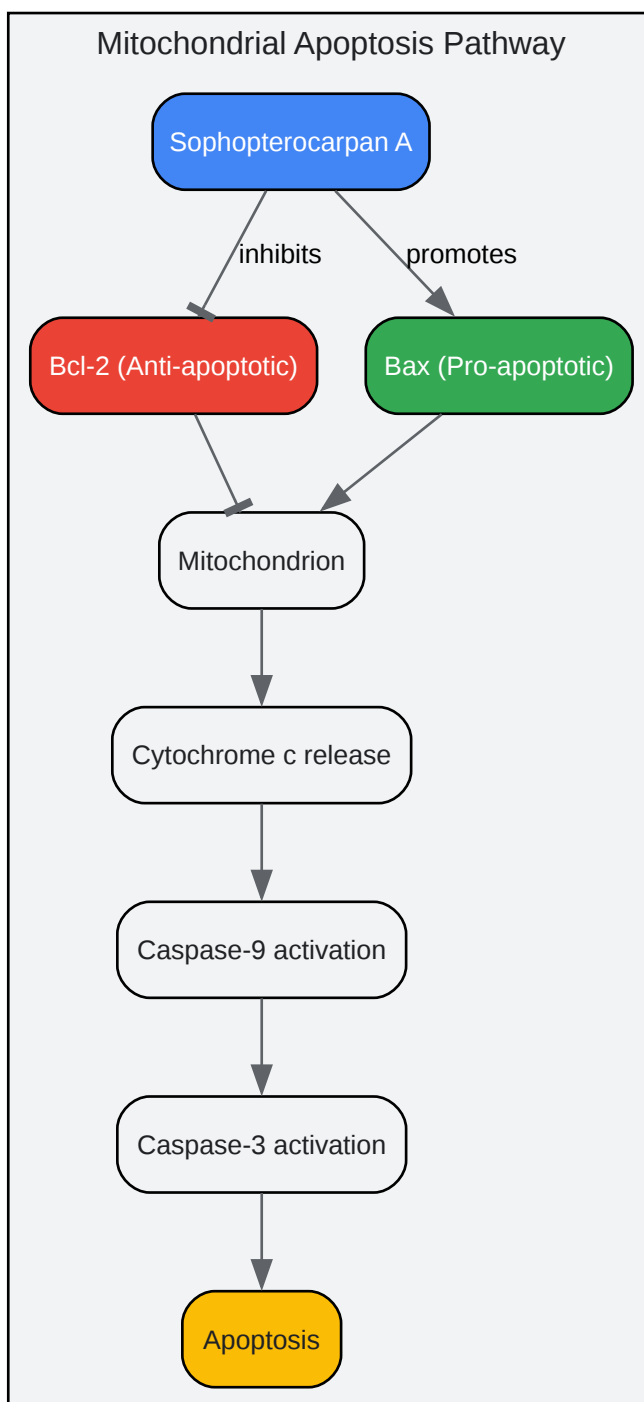 Mitochondrial Apoptosis Pathway
Sophopterocarpan A
inhibits
promotes
Bcl-2 (Anti-apoptotic)
Bax (Pro-apoptotic)
Mitochondrion
Cytochrome c release
Caspase-9 activation
Caspase-3 activation
Apoptosis